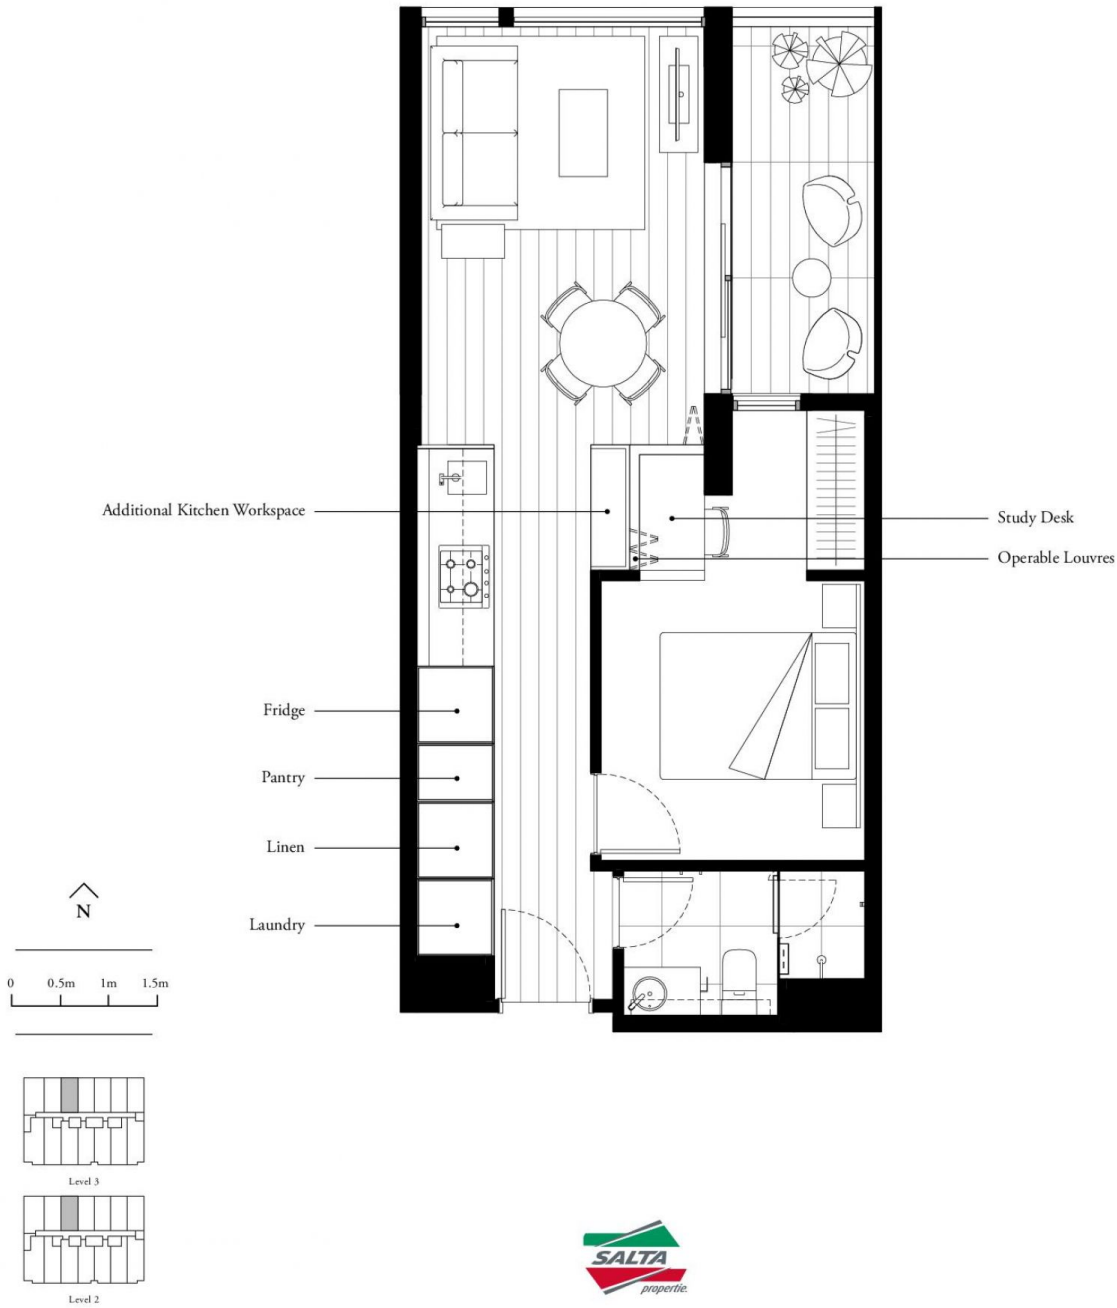 Additional Kitchen Workspace
Study Desk
Operable Louvres
Fridge
Pantry
Linen
Laundry
N
0 0.5m 1m 1.5m
Level 3
Level 2
SALTA
propertie.